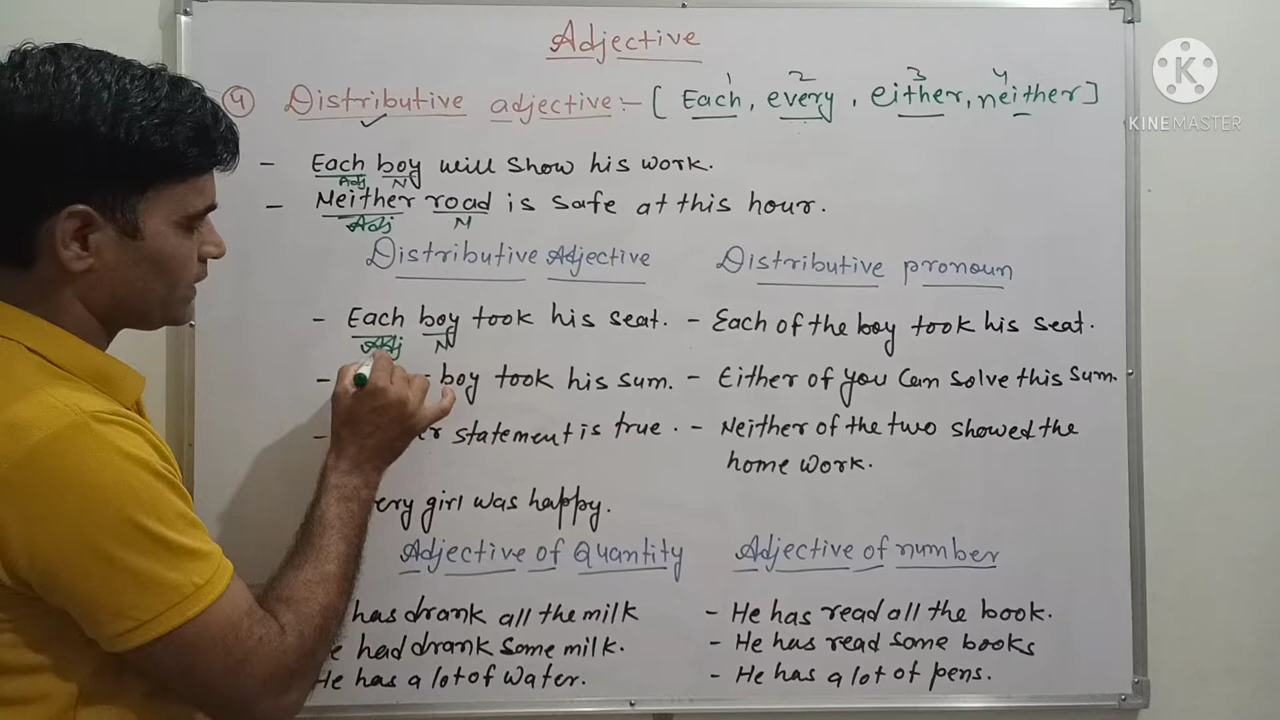 Adjective
1 2 3 4
④ Distributive adjective:- [Each, every, either, neither]
- Each boy will show his work.
Adj N
- Neither road is safe at this hour.
Adj N
Distributive Adjective
Distributive pronoun
- Each boy took his seat.
Adj N
- Each of the boy took his seat.
- boy took his sum.
- Either of you can solve this sum.
- statement is true.
- Neither of the two showed the
home work.
girl was happy.
Adjective of Quantity
Adjective of number
has drank all the milk
- He has read all the book.
had drank some milk.
- He has read some books
He has a lot of water.
- He has a lot of pens.
K
KINEMASTER